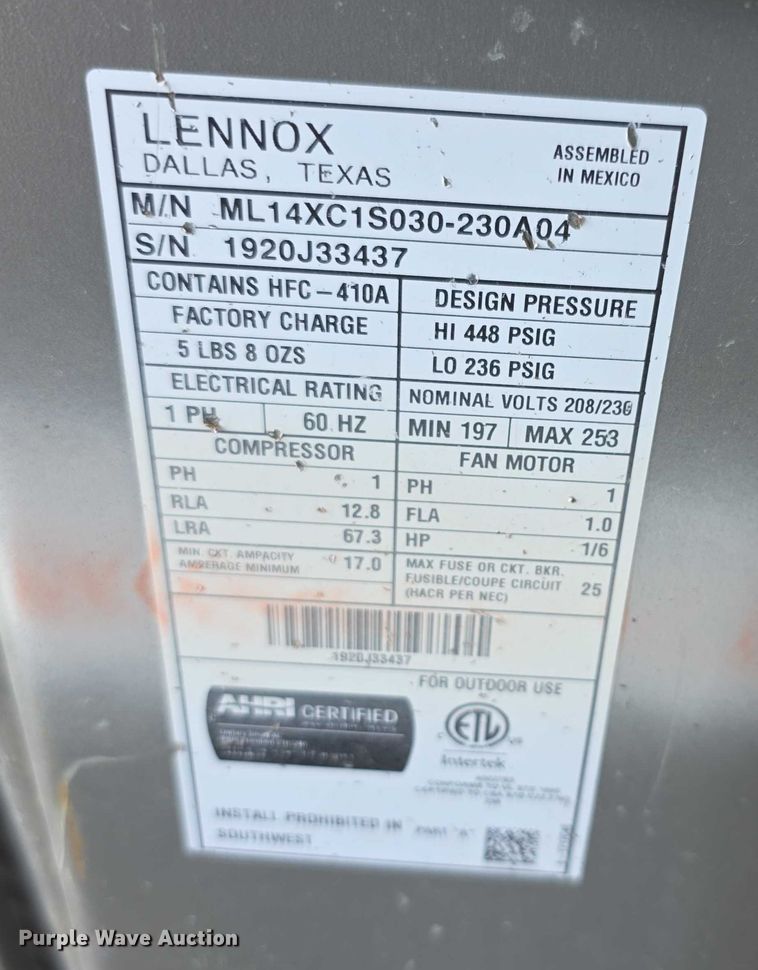 LENNOX
DALLAS, TEXAS
ASSEMBLED
IN MEXICO
M/N ML14XC1S030-230A04
S/N 1920J33437
CONTAINS HFC-410A
FACTORY CHARGE
5 LBS 8 OZS
DESIGN PRESSURE
HI 448 PSIG
LO 236 PSIG
ELECTRICAL RATING
NOMINAL VOLTS 208/230
1 PH 60 HZ
MIN 197 MAX 253
COMPRESSOR
PH 1
RLA 12.8
LRA 67.3
MIN. CKT. AMPACITY
AMPERAGE MINIMUM 17.0
FAN MOTOR
PH 1
FLA 1.0
HP 1/6
MAX FUSE OR CKT. BKR.
FUSIBLE/COUPE CIRCUIT 25
(HACR PER NEC)
1920J33437
FOR OUTDOOR USE
AHRI CERTIFIED
ETL
Intertek
INSTALL PROHIBITED IN
SOUTHWEST
Purple Wave Auction